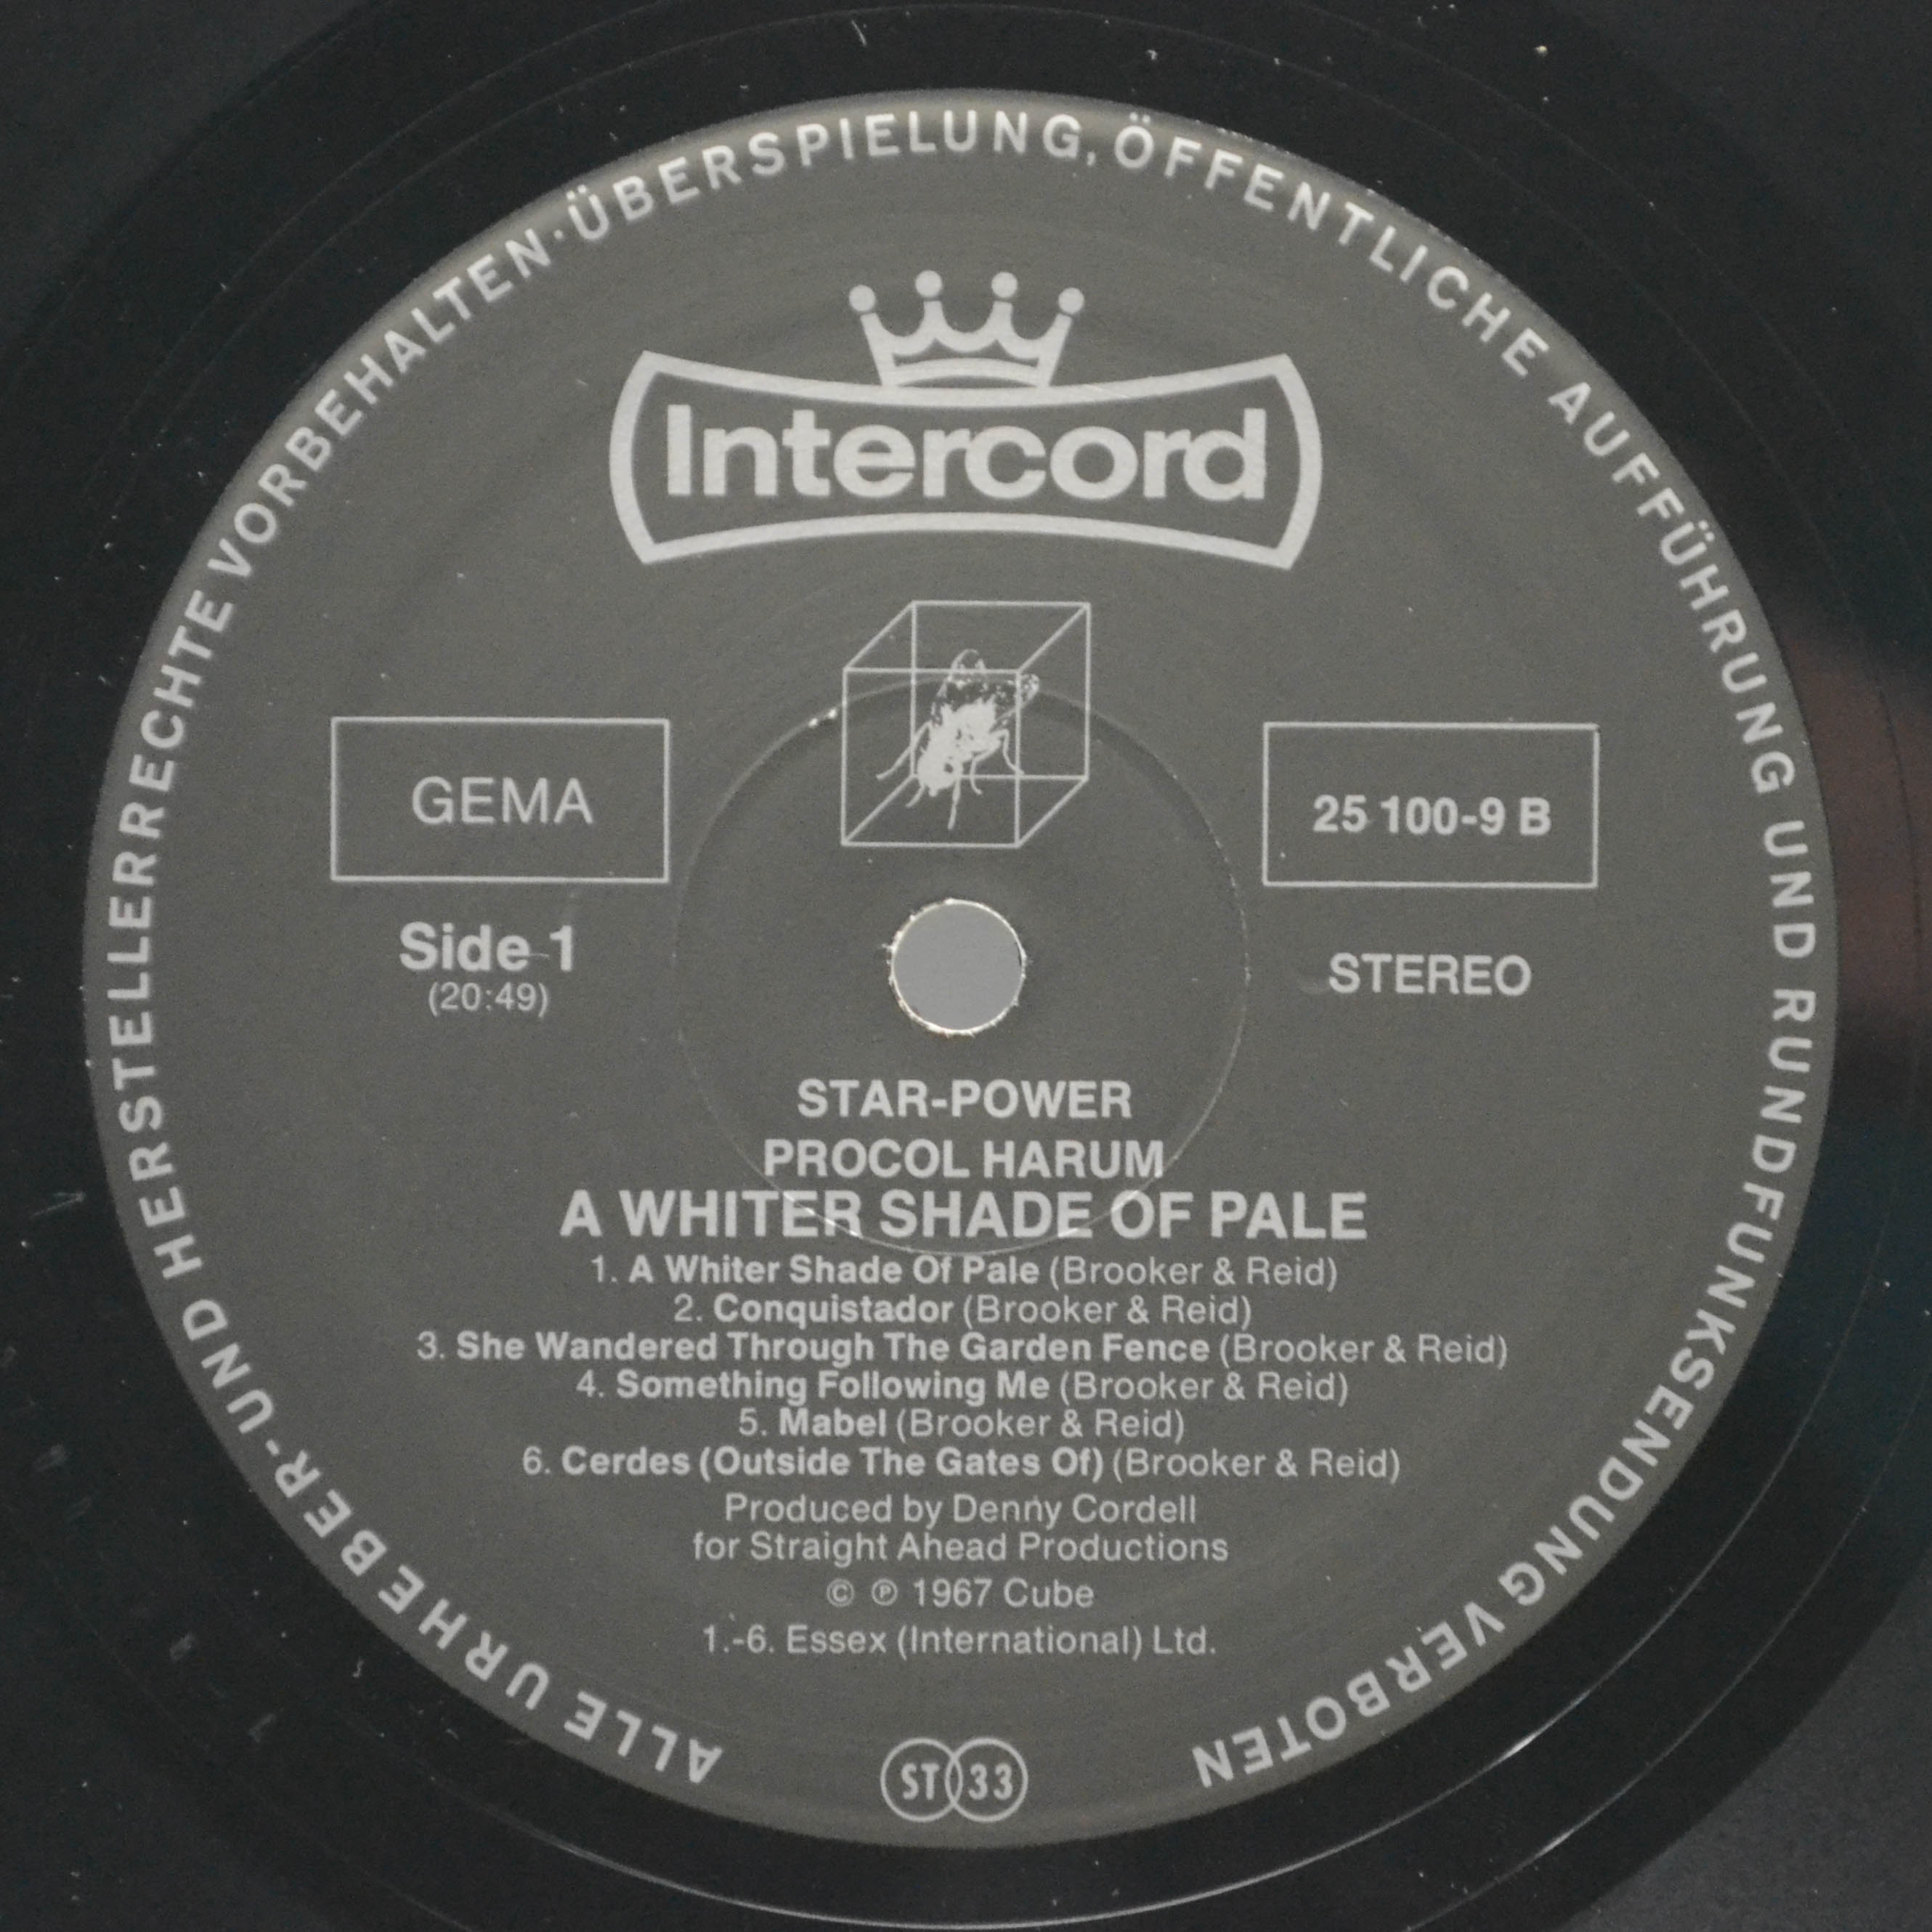 ALLE URHEBER-UND HERSTELLERRECHTE VORBEHALTEN·ÜBERSPIELUNG, ÖFFENTLICHE AUFFÜHRUNG UND RUNDFUNKSENDUNG VERBOTEN
Intercord
GEMA
25 100-9 B
Side 1
(20:49)
STEREO
STAR-POWER
PROCOL HARUM
A WHITER SHADE OF PALE
1. A Whiter Shade Of Pale (Brooker & Reid)
2. Conquistador (Brooker & Reid)
3. She Wandered Through The Garden Fence (Brooker & Reid)
4. Something Following Me (Brooker & Reid)
5. Mabel (Brooker & Reid)
6. Cerdes (Outside The Gates Of) (Brooker & Reid)
Produced by Denny Cordell
for Straight Ahead Productions
© ℗ 1967 Cube
1.-6. Essex (International) Ltd.
ST 33